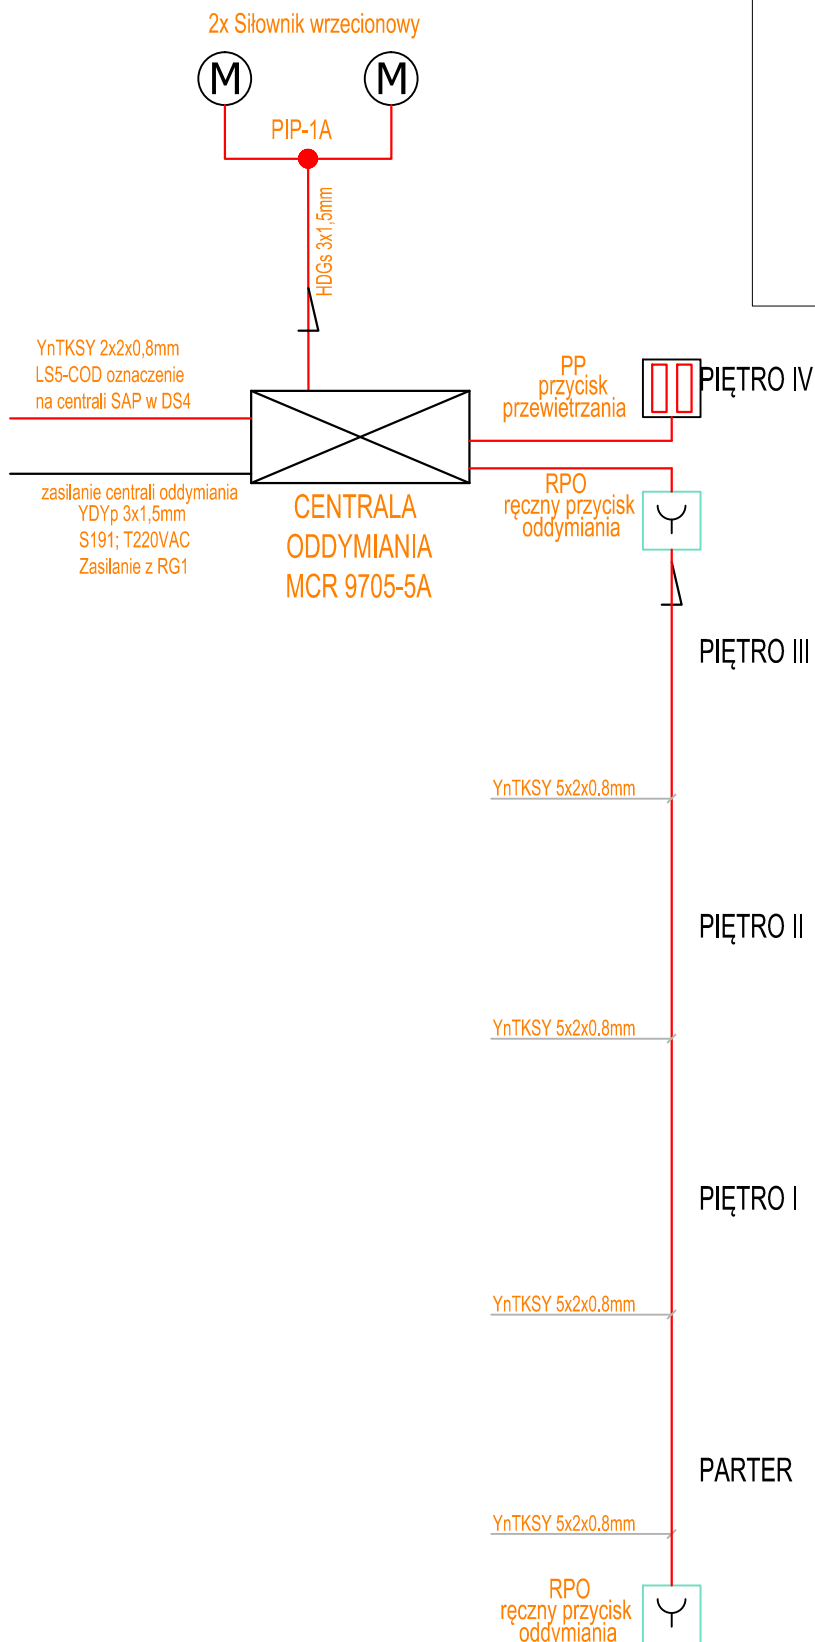 2x Siłownik wrzecionowy
M
M
PIP-1A
HDGs 3x1,5mm
YnTKSY 2x2x0,8mm
LS5-COD oznaczenie
na centrali SAP w DS4
zasilanie centrali oddymiania
YDYp 3x1,5mm
S191; T220VAC
Zasilanie z RG1
CENTRALA
ODDYMIANIA
MCR 9705-5A
PP
przycisk
przewietrzania
PIĘTRO IV
RPO
ręczny przycisk
oddymiania
PIĘTRO III
YnTKSY 5x2x0.8mm
PIĘTRO II
YnTKSY 5x2x0.8mm
PIĘTRO I
YnTKSY 5x2x0.8mm
PARTER
YnTKSY 5x2x0.8mm
RPO
ręczny przycisk
oddymiania